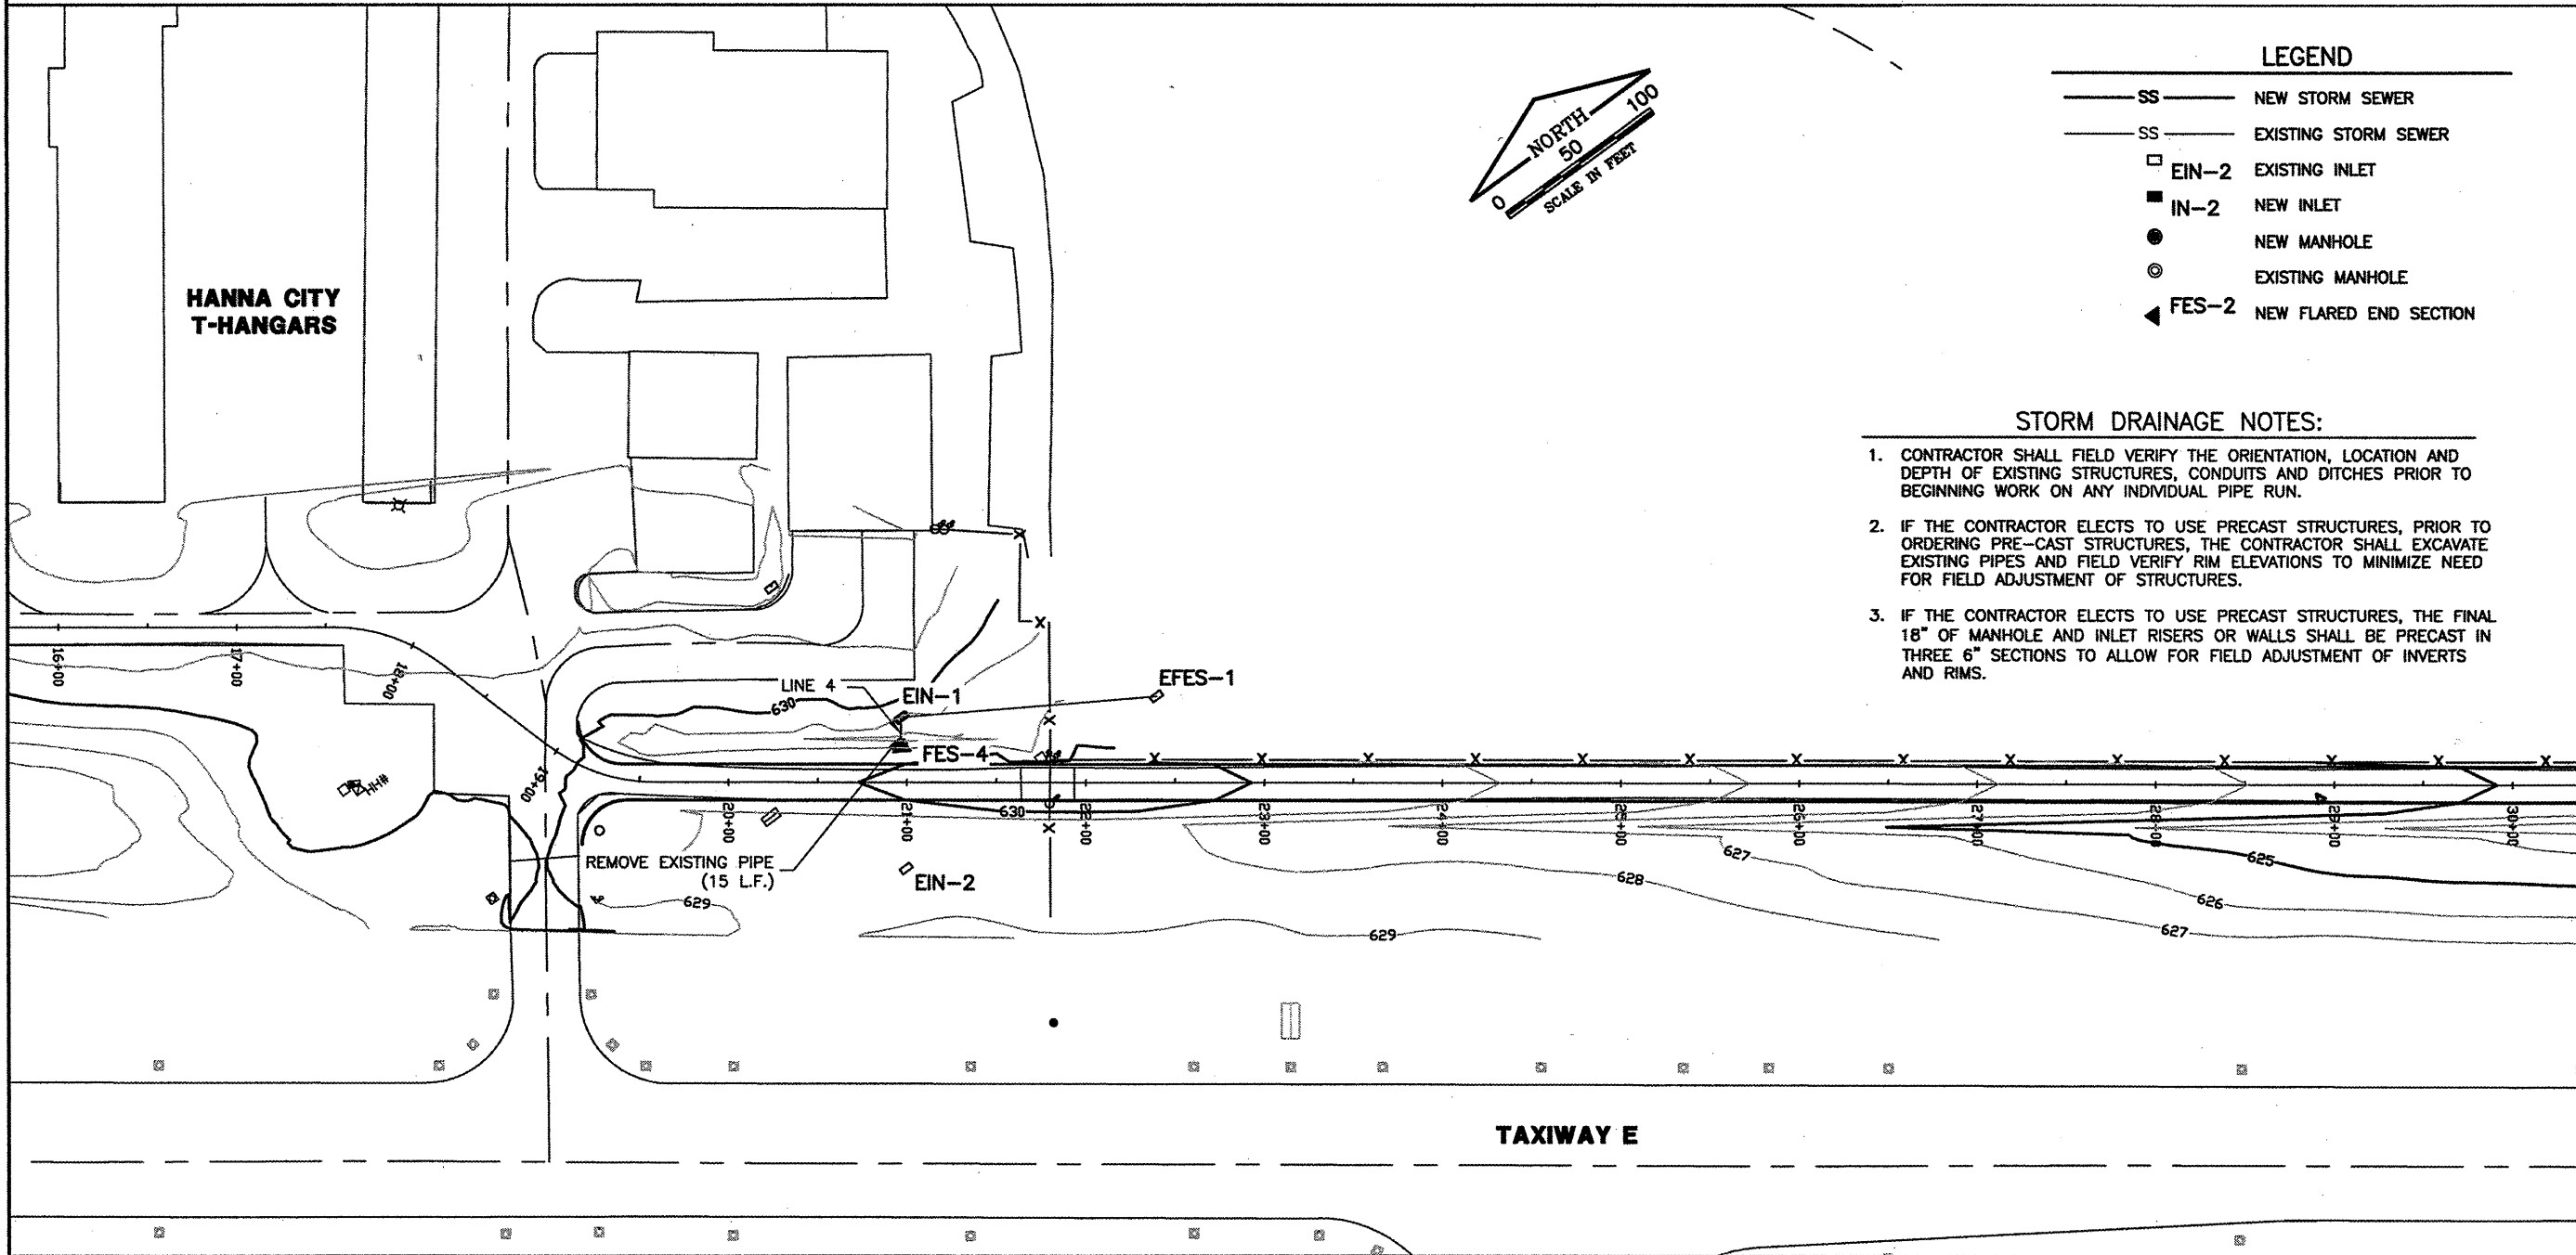 LEGEND
SS NEW STORM SEWER
SS EXISTING STORM SEWER
EIN-2 EXISTING INLET
IN-2 NEW INLET
NEW MANHOLE
EXISTING MANHOLE
FES-2 NEW FLARED END SECTION
NORTH
0 50 100
SCALE IN FEET
HANNA CITY
T-HANGARS
STORM DRAINAGE NOTES:
1. CONTRACTOR SHALL FIELD VERIFY THE ORIENTATION, LOCATION AND
DEPTH OF EXISTING STRUCTURES, CONDUITS AND DITCHES PRIOR TO
BEGINNING WORK ON ANY INDIVIDUAL PIPE RUN.
2. IF THE CONTRACTOR ELECTS TO USE PRECAST STRUCTURES, PRIOR TO
ORDERING PRE-CAST STRUCTURES, THE CONTRACTOR SHALL EXCAVATE
EXISTING PIPES AND FIELD VERIFY RIM ELEVATIONS TO MINIMIZE NEED
FOR FIELD ADJUSTMENT OF STRUCTURES.
3. IF THE CONTRACTOR ELECTS TO USE PRECAST STRUCTURES, THE FINAL
18" OF MANHOLE AND INLET RISERS OR WALLS SHALL BE PRECAST IN
THREE 6" SECTIONS TO ALLOW FOR FIELD ADJUSTMENT OF INVERTS
AND RIMS.
16+00
17+00
18+00
19+00
LINE 4
EIN-1
EFES-1
630
FES-4
HH#
630
20+00
21+00
22+00
23+00
24+00
25+00
26+00
27+00
28+00
29+00
30+00
REMOVE EXISTING PIPE
(15 L.F.)
EIN-2
627
625
628
629
626
629
627
TAXIWAY E